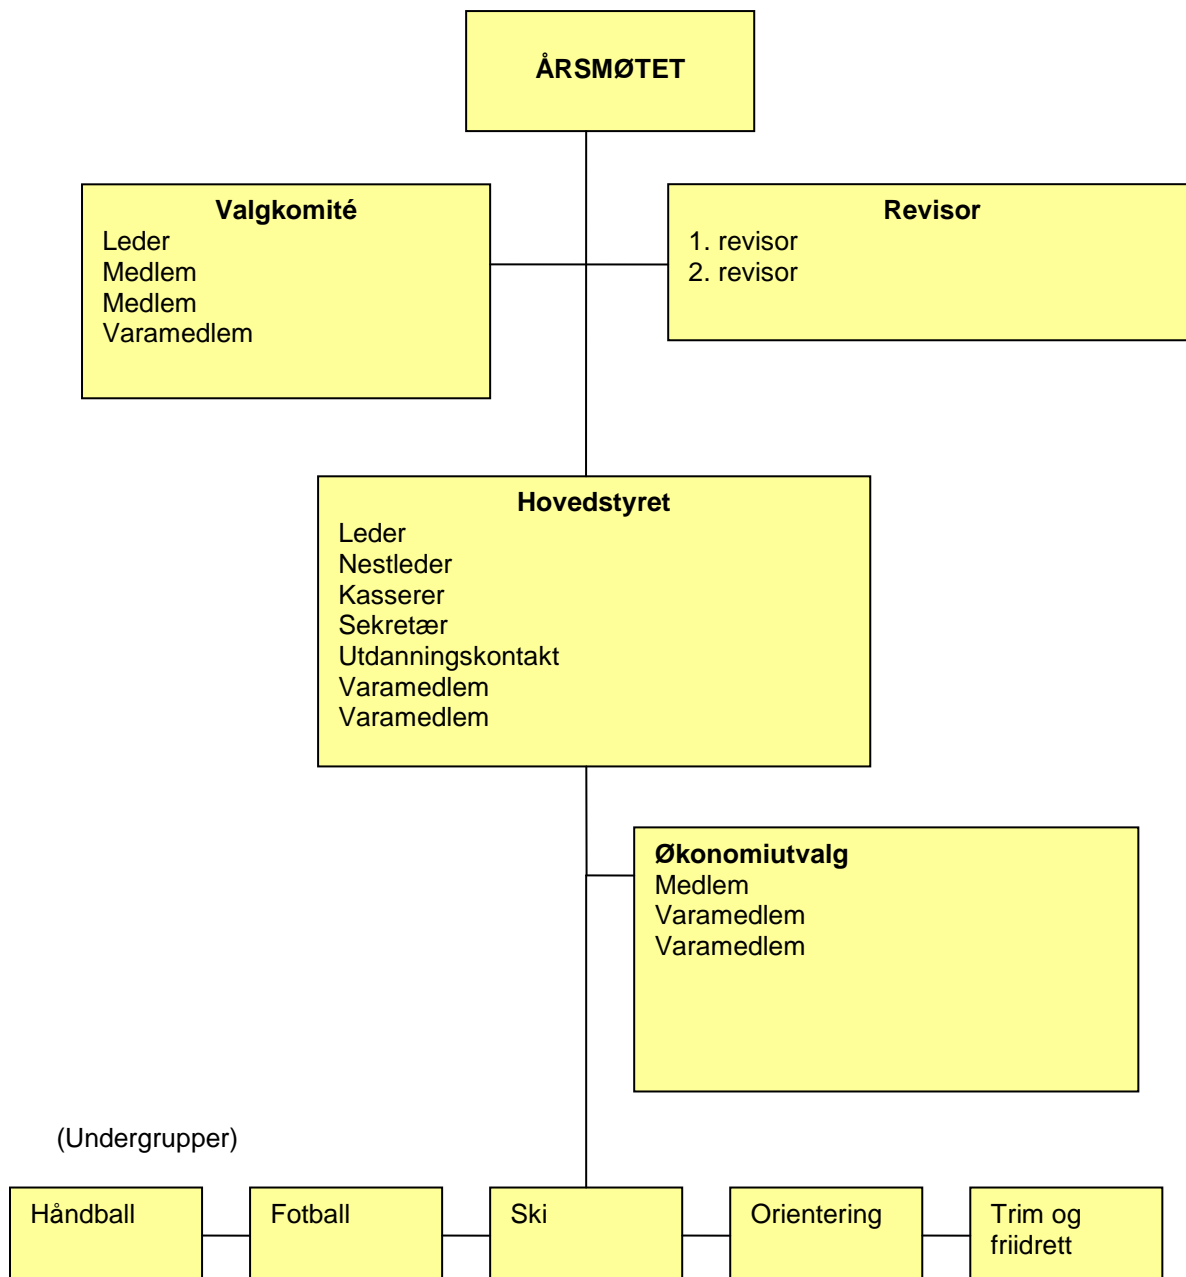 ÅRSMØTET
Valgkomité
Leder
Medlem
Medlem
Varamedlem
Revisor
1. revisor
2. revisor
Hovedstyret
Leder
Nestleder
Kasserer
Sekretær
Utdanningskontakt
Varamedlem
Varamedlem
Økonomiutvalg
Medlem
Varamedlem
Varamedlem
(Undergrupper)
Håndball
Fotball
Ski
Orientering
Trim og
friidrett